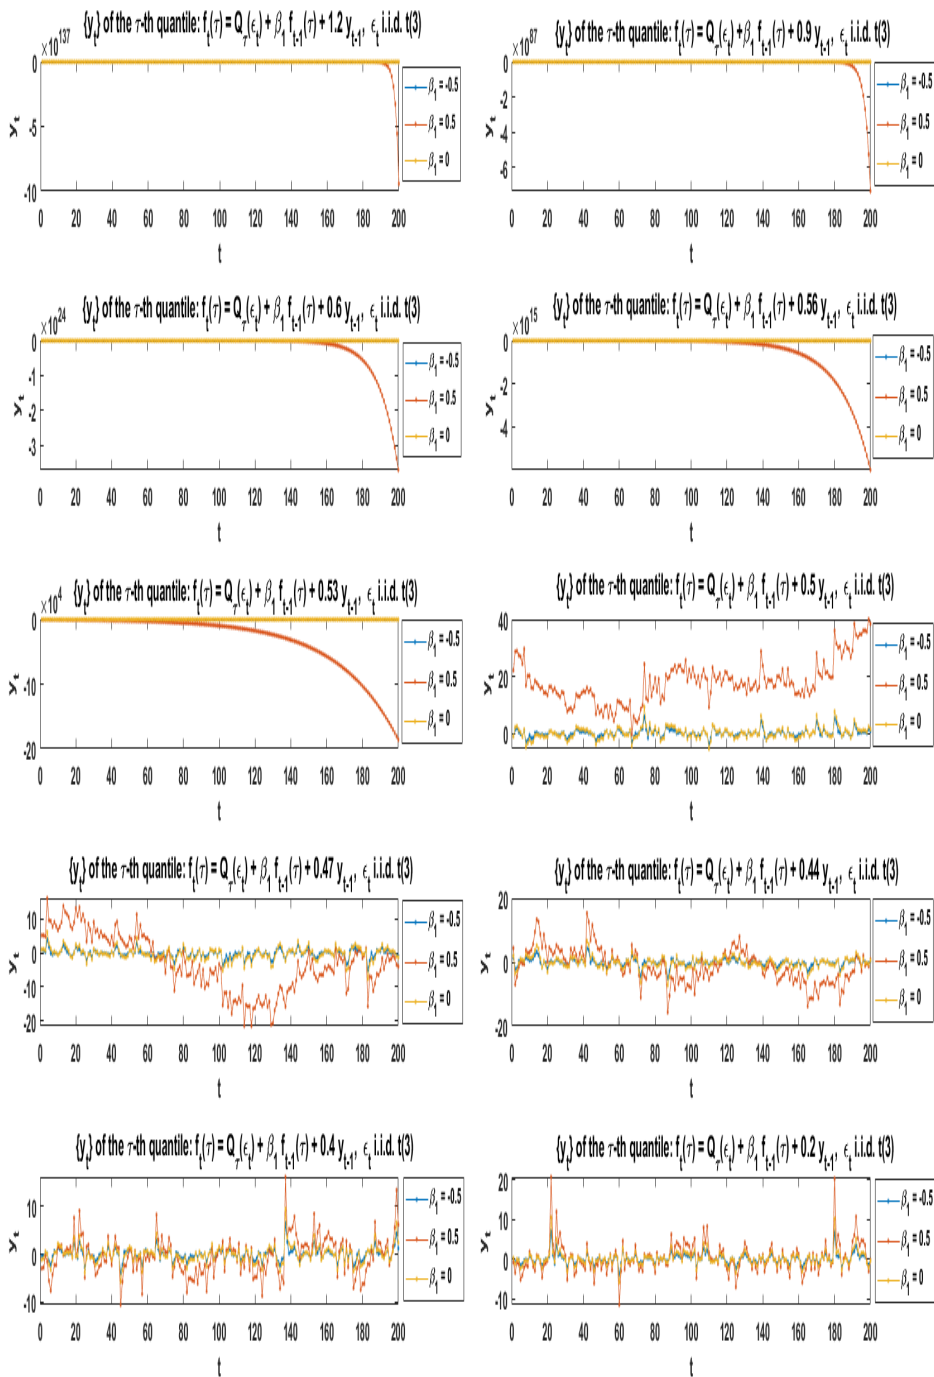 {y_t} of the τ-th quantile: f_t(τ) = Q_τ(ϵ_t) + β_1 f_{t-1}(τ) + 1.2 y_{t-1}, ϵ_t i.i.d. t(3)
×10^137
0
-5
-10
y_t
0 20 40 60 80 100 120 140 160 180 200
t
β_1 = -0.5
β_1 = 0.5
β_1 = 0
{y_t} of the τ-th quantile: f_t(τ) = Q_τ(ϵ_t) + β_1 f_{t-1}(τ) + 0.9 y_{t-1}, ϵ_t i.i.d. t(3)
×10^87
0
-2
-4
-6
y_t
0 20 40 60 80 100 120 140 160 180 200
t
β_1 = -0.5
β_1 = 0.5
β_1 = 0
{y_t} of the τ-th quantile: f_t(τ) = Q_τ(ϵ_t) + β_1 f_{t-1}(τ) + 0.6 y_{t-1}, ϵ_t i.i.d. t(3)
×10^24
0
-1
-2
-3
y_t
0 20 40 60 80 100 120 140 160 180 200
t
β_1 = -0.5
β_1 = 0.5
β_1 = 0
{y_t} of the τ-th quantile: f_t(τ) = Q_τ(ϵ_t) + β_1 f_{t-1}(τ) + 0.56 y_{t-1}, ϵ_t i.i.d. t(3)
×10^15
0
-2
-4
y_t
0 20 40 60 80 100 120 140 160 180 200
t
β_1 = -0.5
β_1 = 0.5
β_1 = 0
{y_t} of the τ-th quantile: f_t(τ) = Q_τ(ϵ_t) + β_1 f_{t-1}(τ) + 0.53 y_{t-1}, ϵ_t i.i.d. t(3)
×10^4
0
-10
-20
y_t
0 20 40 60 80 100 120 140 160 180 200
t
β_1 = -0.5
β_1 = 0.5
β_1 = 0
{y_t} of the τ-th quantile: f_t(τ) = Q_τ(ϵ_t) + β_1 f_{t-1}(τ) + 0.5 y_{t-1}, ϵ_t i.i.d. t(3)
40
20
0
y_t
0 20 40 60 80 100 120 140 160 180 200
t
β_1 = -0.5
β_1 = 0.5
β_1 = 0
{y_t} of the τ-th quantile: f_t(τ) = Q_τ(ϵ_t) + β_1 f_{t-1}(τ) + 0.47 y_{t-1}, ϵ_t i.i.d. t(3)
10
0
-10
-20
y_t
0 20 40 60 80 100 120 140 160 180 200
t
β_1 = -0.5
β_1 = 0.5
β_1 = 0
{y_t} of the τ-th quantile: f_t(τ) = Q_τ(ϵ_t) + β_1 f_{t-1}(τ) + 0.44 y_{t-1}, ϵ_t i.i.d. t(3)
20
0
-20
y_t
0 20 40 60 80 100 120 140 160 180 200
t
β_1 = -0.5
β_1 = 0.5
β_1 = 0
{y_t} of the τ-th quantile: f_t(τ) = Q_τ(ϵ_t) + β_1 f_{t-1}(τ) + 0.4 y_{t-1}, ϵ_t i.i.d. t(3)
10
0
-10
y_t
0 20 40 60 80 100 120 140 160 180 200
t
β_1 = -0.5
β_1 = 0.5
β_1 = 0
{y_t} of the τ-th quantile: f_t(τ) = Q_τ(ϵ_t) + β_1 f_{t-1}(τ) + 0.2 y_{t-1}, ϵ_t i.i.d. t(3)
20
10
0
-10
y_t
0 20 40 60 80 100 120 140 160 180 200
t
β_1 = -0.5
β_1 = 0.5
β_1 = 0